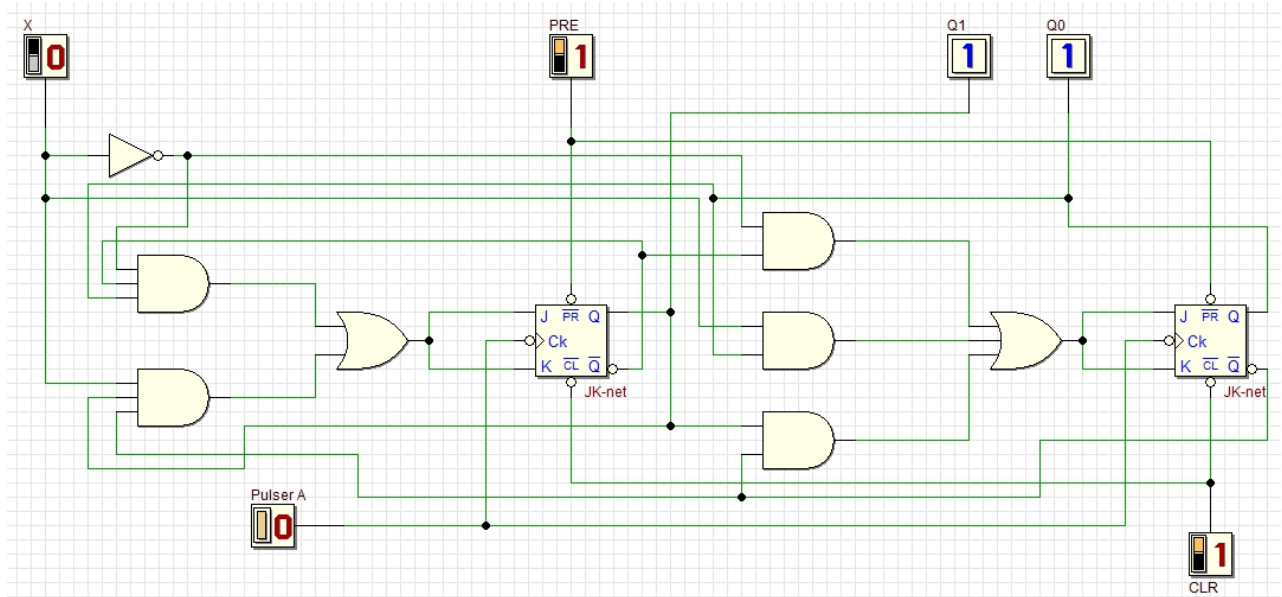 X
0
PRE
1
Q1
1
Q0
1
J PR Q
Ck
K CL Q
JK-net
J PR Q
Ck
K CL Q
JK-net
Pulser A
0
1
CLR